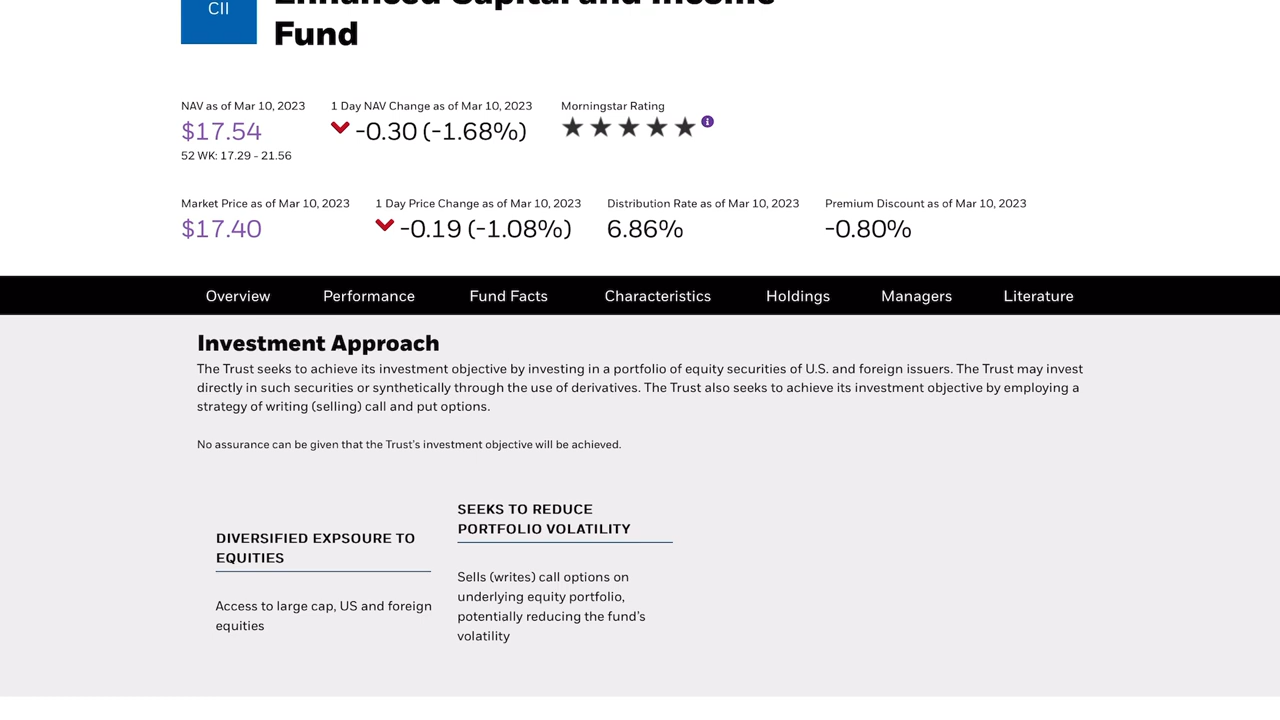 CII
Enhanced Capital and Income
Fund
NAV as of Mar 10, 2023
$17.54
52 WK: 17.29 - 21.56
1 Day NAV Change as of Mar 10, 2023
-0.30 (-1.68%)
Morningstar Rating
Market Price as of Mar 10, 2023
$17.40
1 Day Price Change as of Mar 10, 2023
-0.19 (-1.08%)
Distribution Rate as of Mar 10, 2023
6.86%
Premium Discount as of Mar 10, 2023
-0.80%
Overview Performance Fund Facts Characteristics Holdings Managers Literature
Investment Approach
The Trust seeks to achieve its investment objective by investing in a portfolio of equity securities of U.S. and foreign issuers. The Trust may invest
directly in such securities or synthetically through the use of derivatives. The Trust also seeks to achieve its investment objective by employing a
strategy of writing (selling) call and put options.
No assurance can be given that the Trust's investment objective will be achieved.
DIVERSIFIED EXPSOURE TO
EQUITIES
Access to large cap, US and foreign
equities
SEEKS TO REDUCE
PORTFOLIO VOLATILITY
Sells (writes) call options on
underlying equity portfolio,
potentially reducing the fund's
volatility